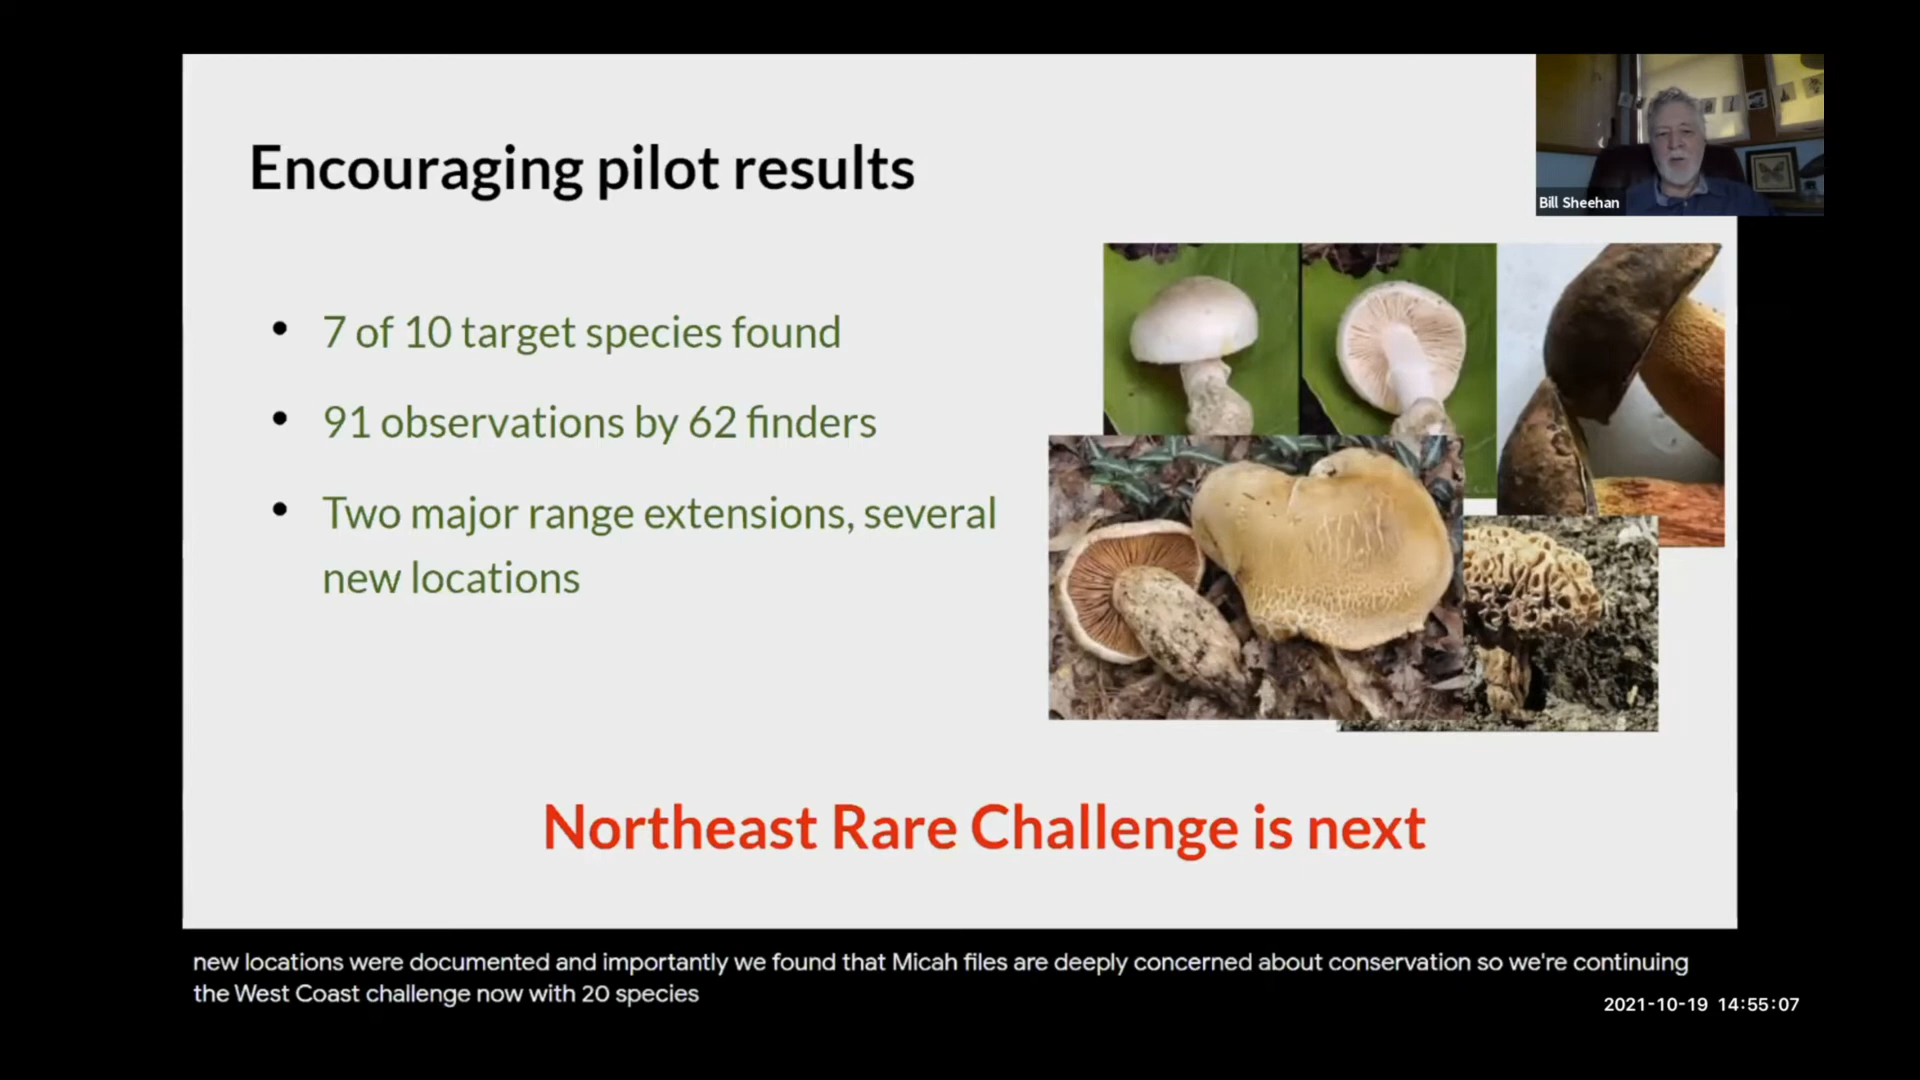 Encouraging pilot results
Bill Sheehan
• 7 of 10 target species found
• 91 observations by 62 finders
• Two major range extensions, several
new locations
Northeast Rare Challenge is next
new locations were documented and importantly we found that Micah files are deeply concerned about conservation so we're continuing
the West Coast challenge now with 20 species
2021-10-19 14:55:07